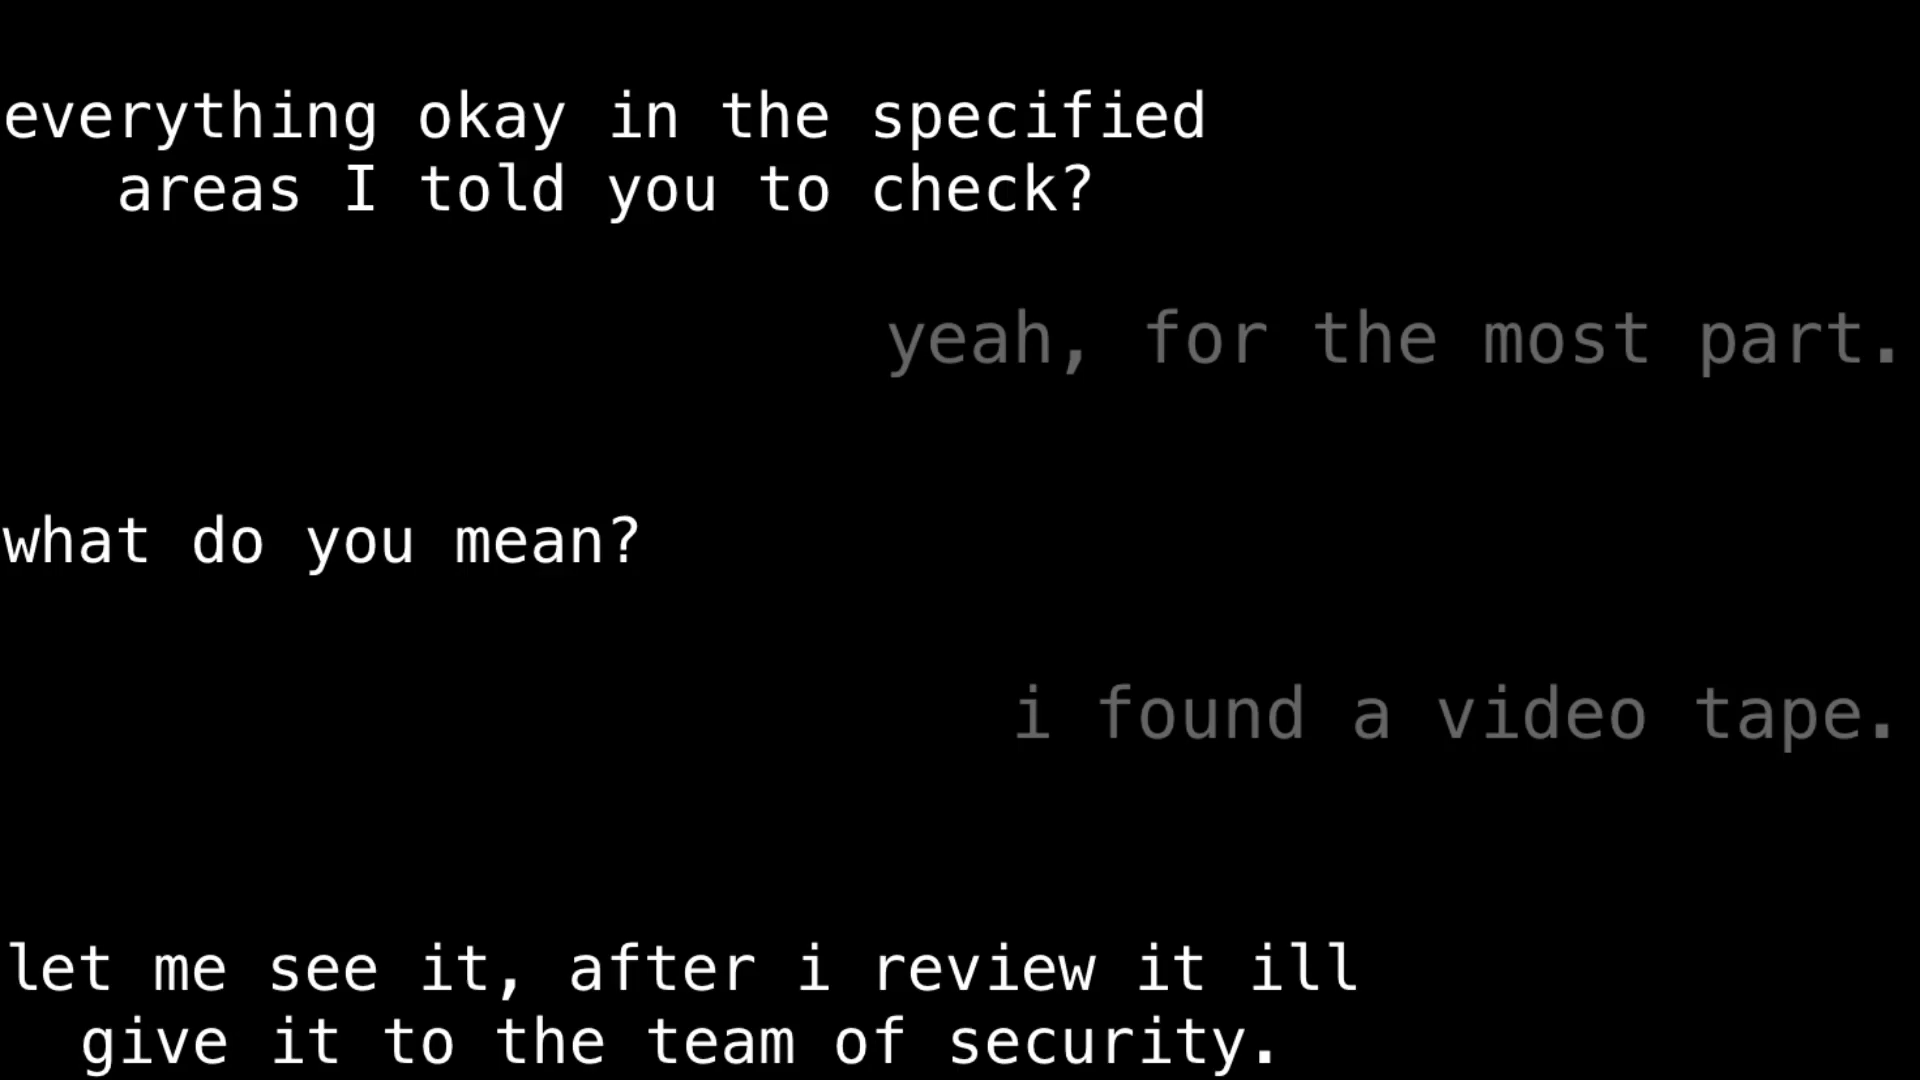 everything okay in the specified
areas I told you to check?
yeah, for the most part.
what do you mean?
i found a video tape.
let me see it, after i review it ill
give it to the team of security.